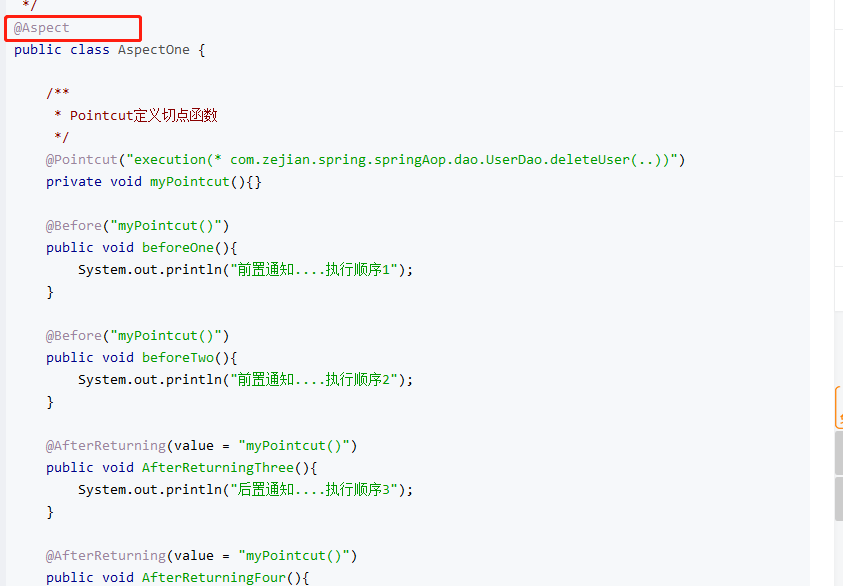 */
@Aspect
public class AspectOne {
/**
* Pointcut定义切点函数
*/
@Pointcut("execution(* com.zejian.spring.springAop.dao.UserDao.deleteUser(..))")
private void myPointcut(){}
@Before("myPointcut()")
public void beforeOne(){
System.out.println("前置通知....执行顺序1");
}
@Before("myPointcut()")
public void beforeTwo(){
System.out.println("前置通知....执行顺序2");
}
@AfterReturning(value = "myPointcut()")
public void AfterReturningThree(){
System.out.println("后置通知....执行顺序3");
}
@AfterReturning(value = "myPointcut()")
public void AfterReturningFour(){